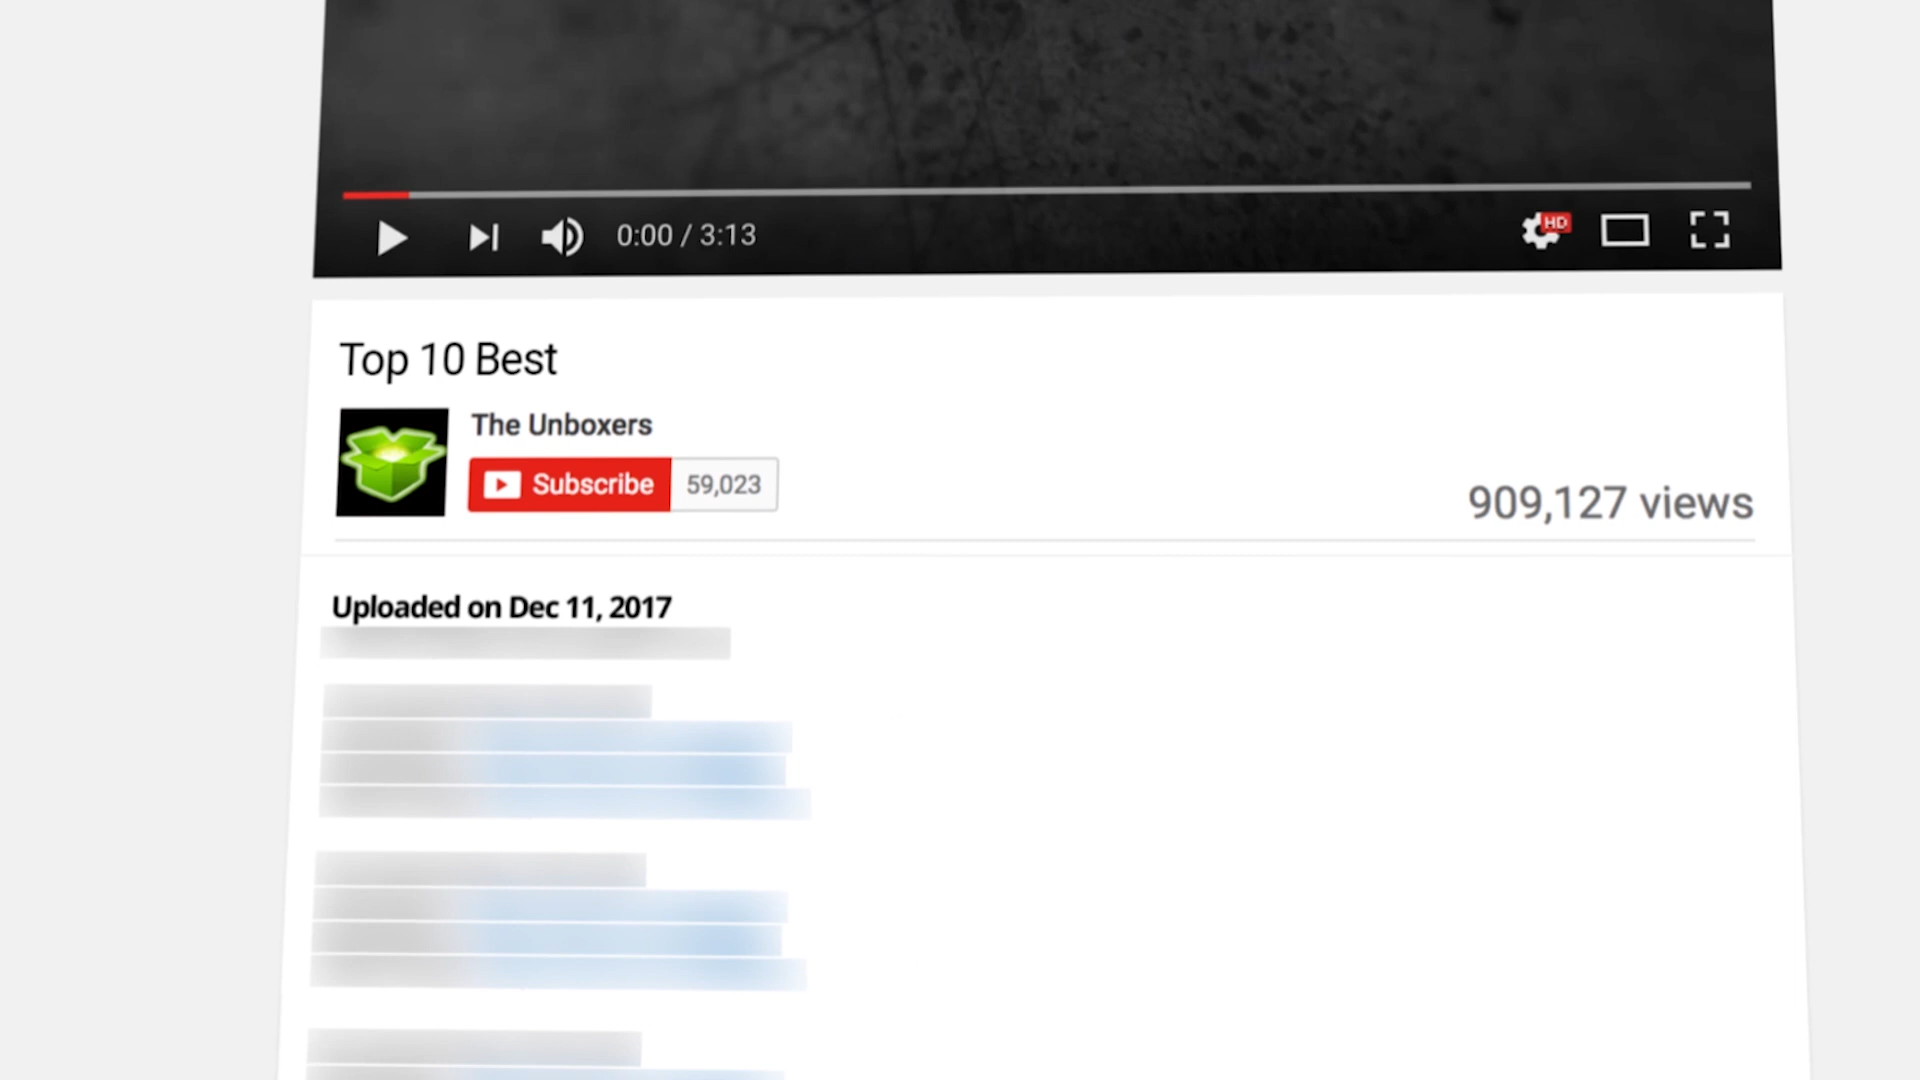 0:00 / 3:13
HD
Top 10 Best
The Unboxers
Subscribe 59,023
909,127 views
Uploaded on Dec 11, 2017